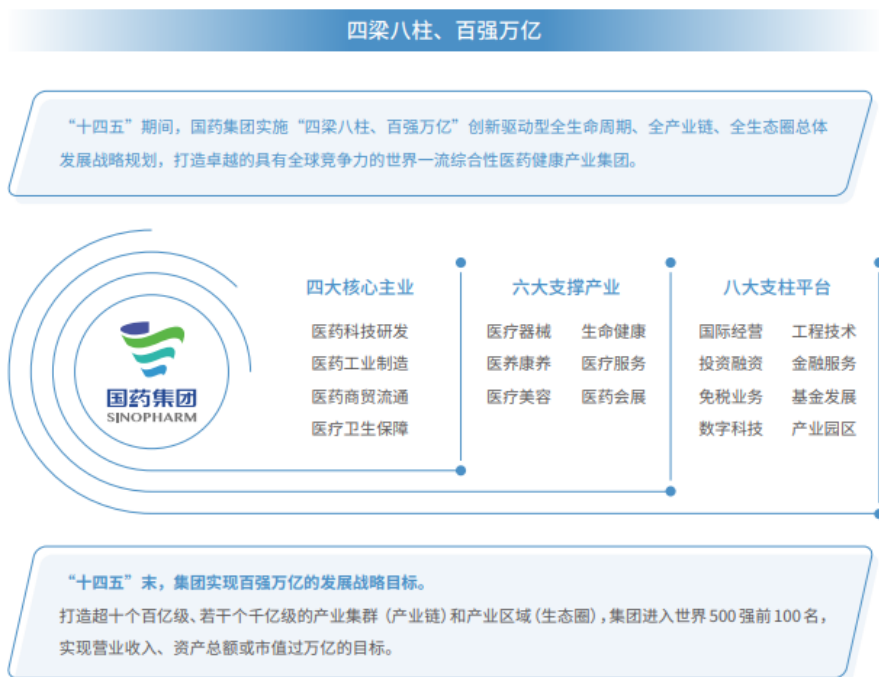 四梁八柱、百强万亿
“十四五”期间，国药集团实施“四梁八柱、百强万亿”创新驱动型全生命周期、全产业链、全生态圈总体
发展战略规划，打造卓越的具有全球竞争力的世界一流综合性医药健康产业集团。
国药集团
SINOPHARM
四大核心主业
医药科技研发
医药工业制造
医药商贸流通
医疗卫生保障
六大支撑产业
医疗器械 生命健康
医养康养 医疗服务
医疗美容 医药会展
八大支柱平台
国际经营 工程技术
投资融资 金融服务
免税业务 基金发展
数字科技 产业园区
“十四五”末，集团实现百强万亿的发展战略目标。
打造超十个百亿级、若干个千亿级的产业集群（产业链）和产业区域（生态圈），集团进入世界500强前100名，
实现营业收入、资产总额或市值过万亿的目标。